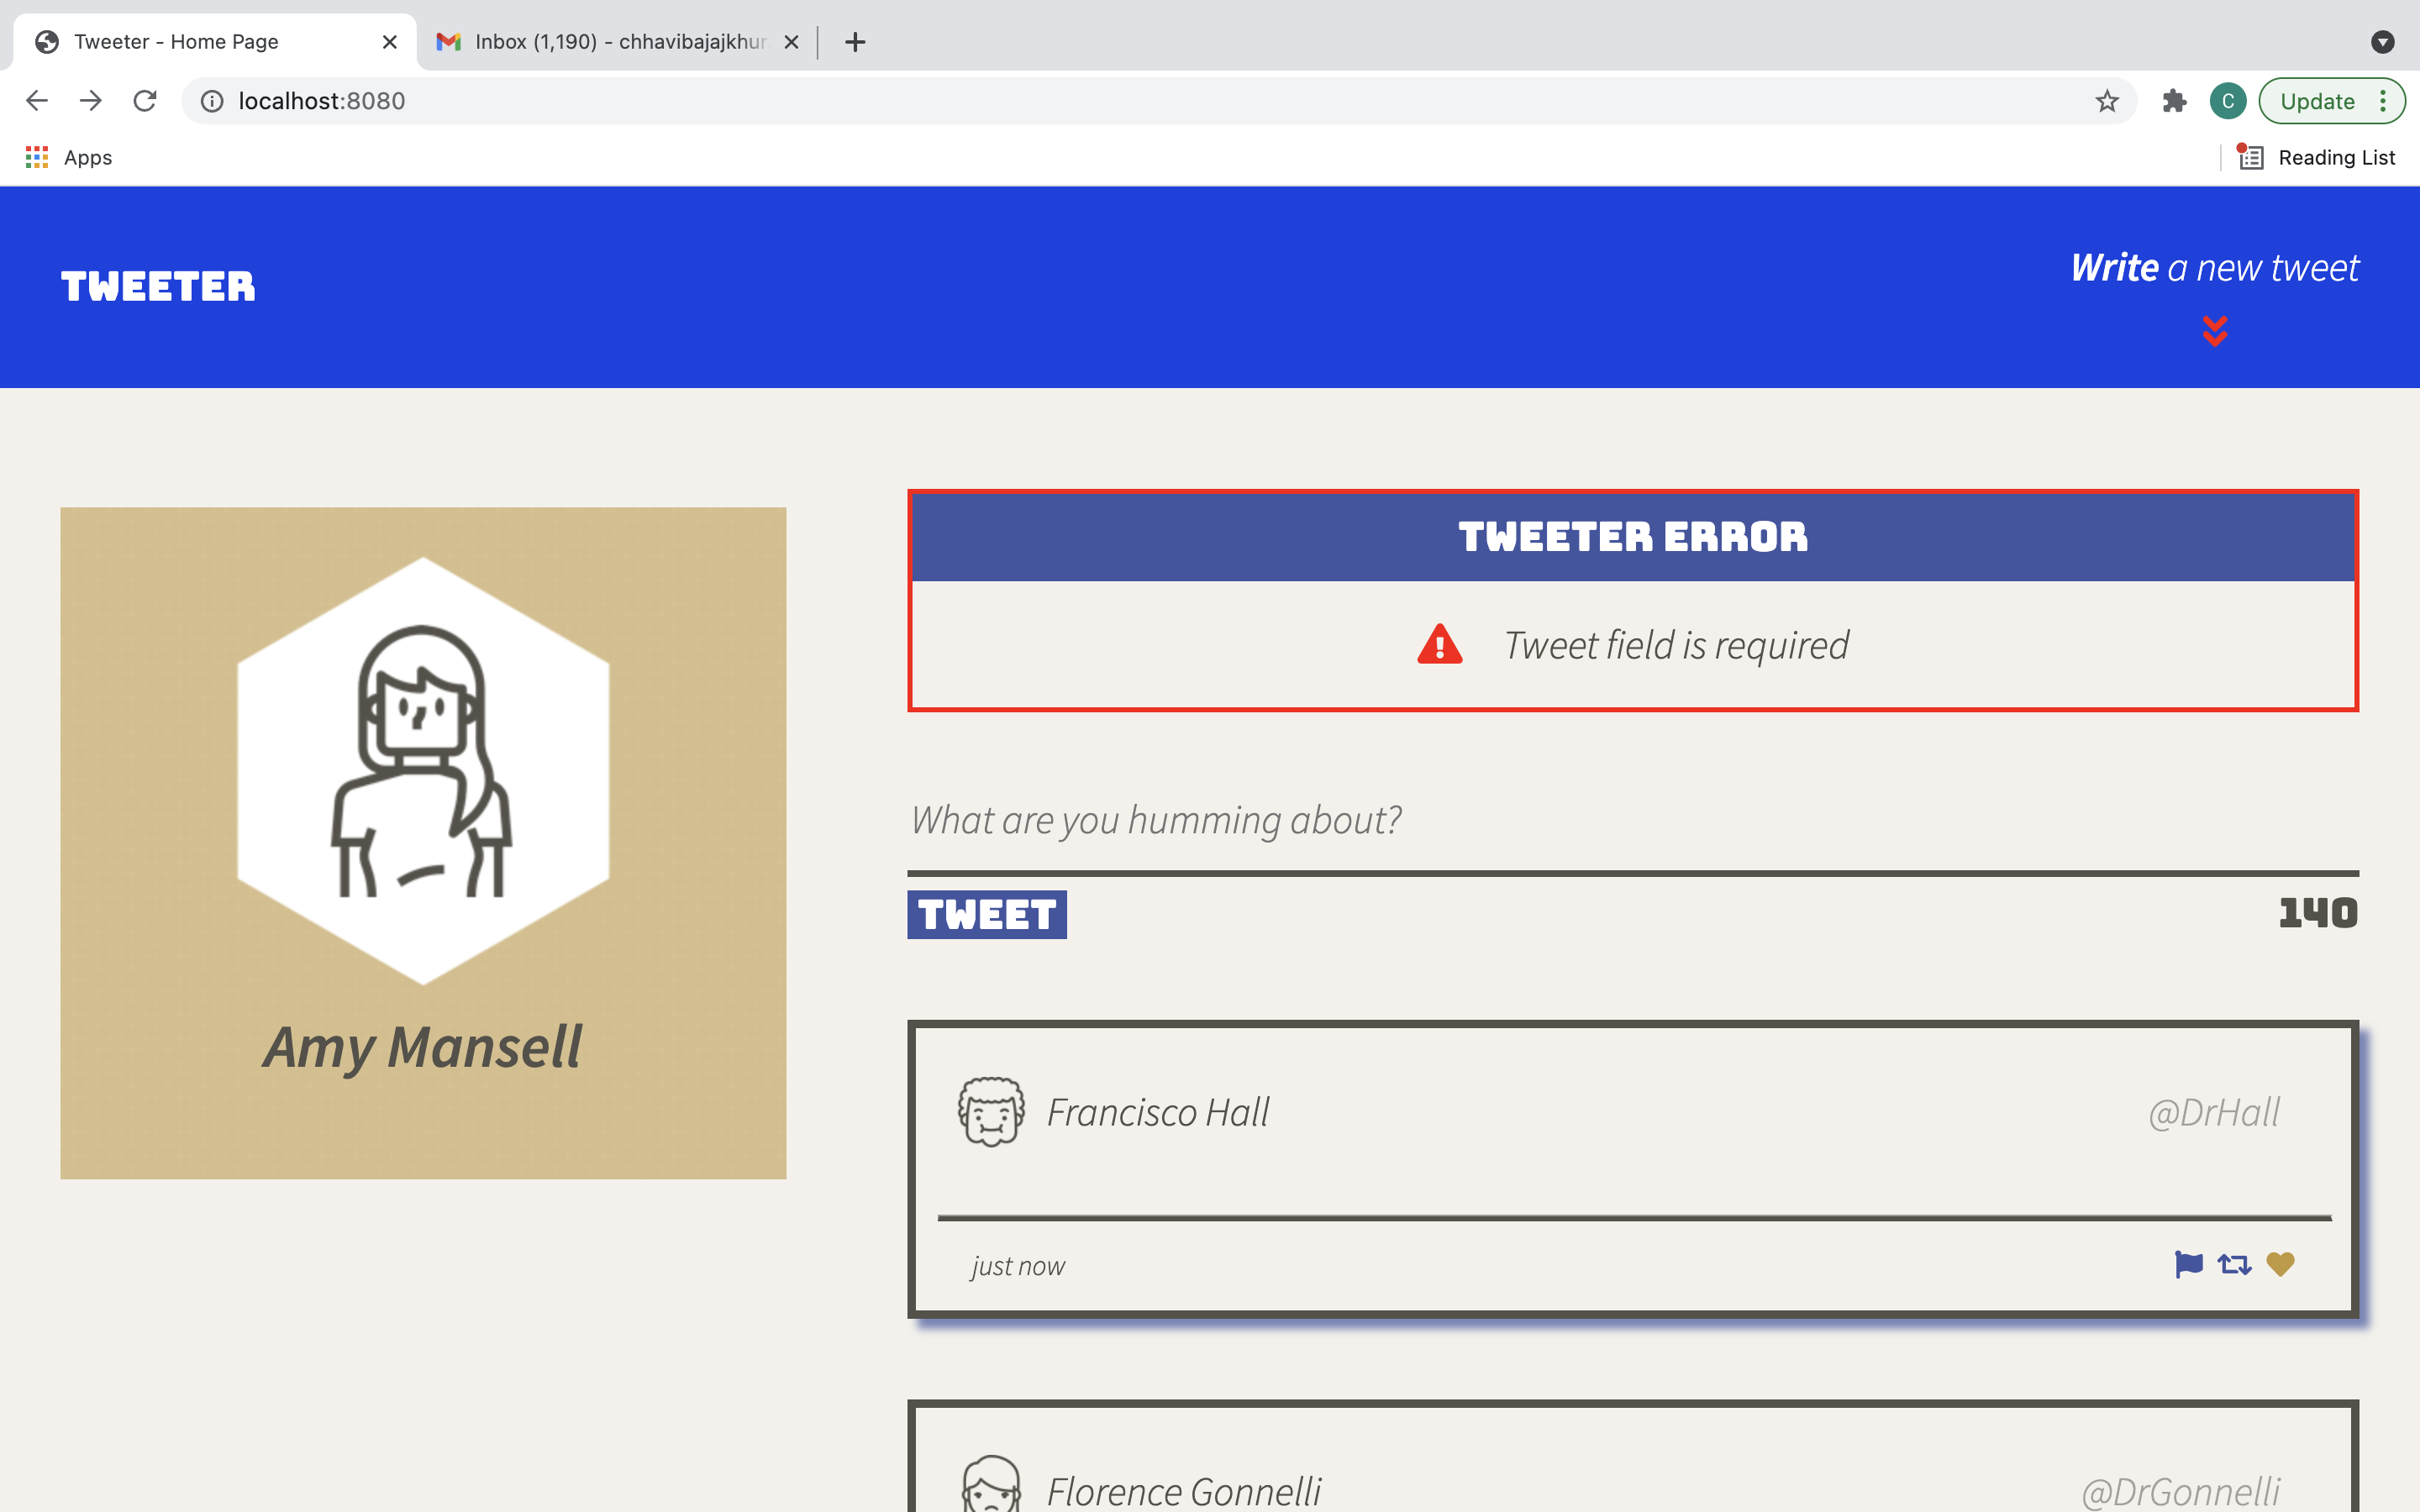 Tweeter - Home Page
Inbox (1,190) - chhavibajajkhur
localhost:8080
C
Update
Apps
Reading List
TWEETER
Write a new tweet
TWEETER ERROR
Tweet field is required
What are you humming about?
TWEET
140
Amy Mansell
Francisco Hall
@DrHall
just now
Florence Gonnelli
@DrGonnelli